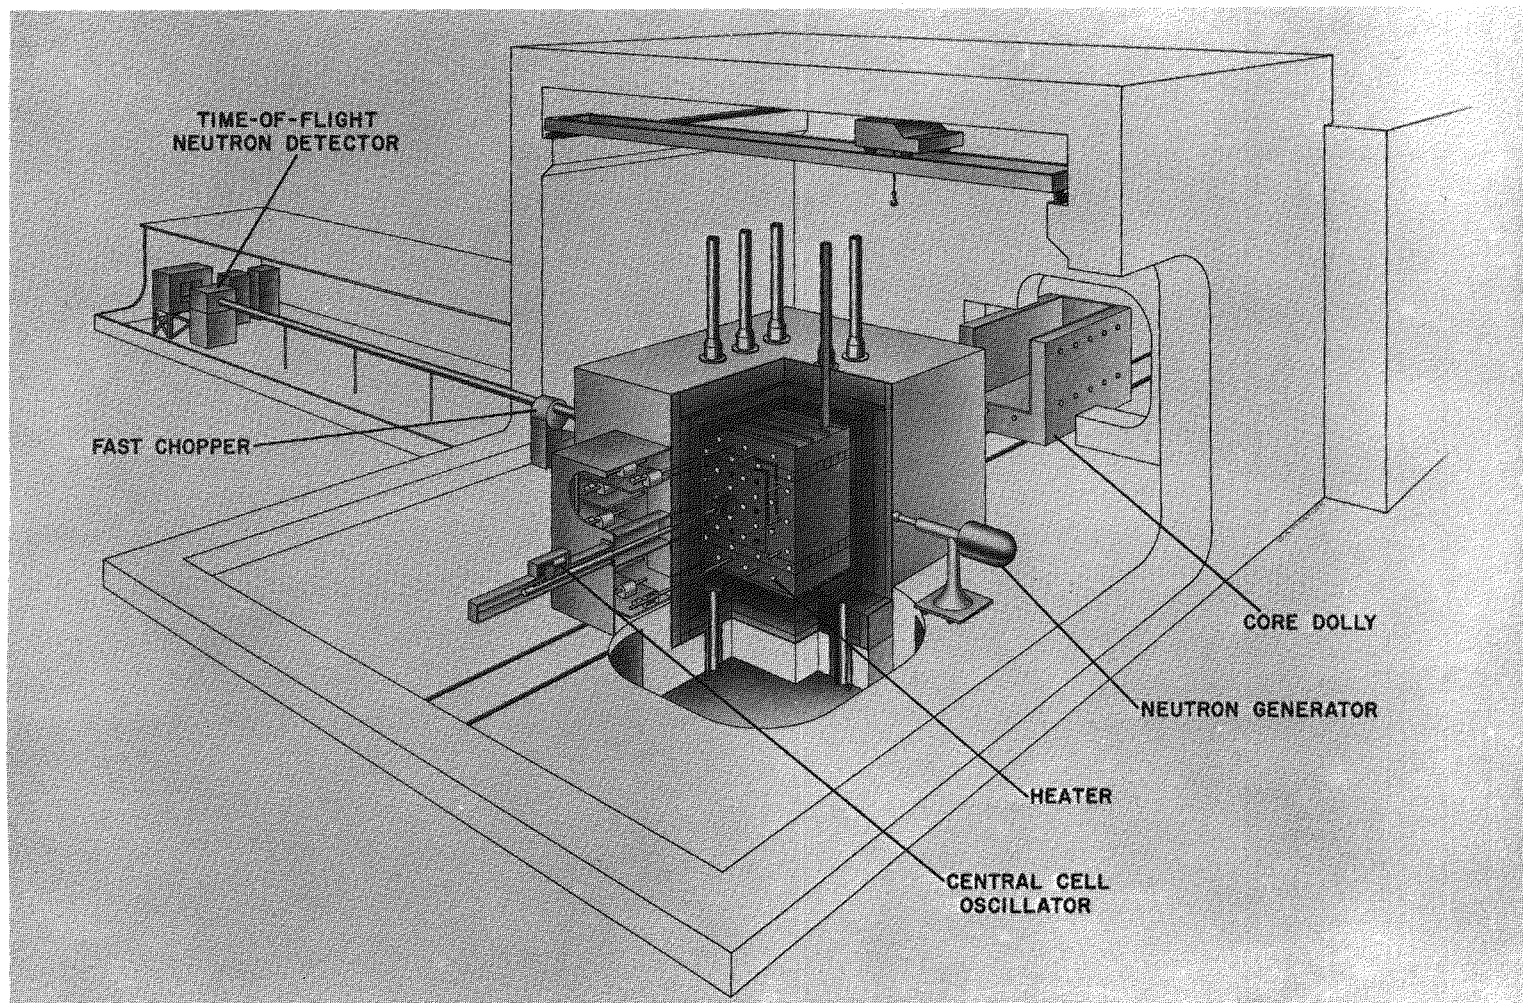 TIME-OF-FLIGHT
NEUTRON DETECTOR
FAST CHOPPER
CORE DOLLY
NEUTRON GENERATOR
HEATER
CENTRAL CELL
OSCILLATOR